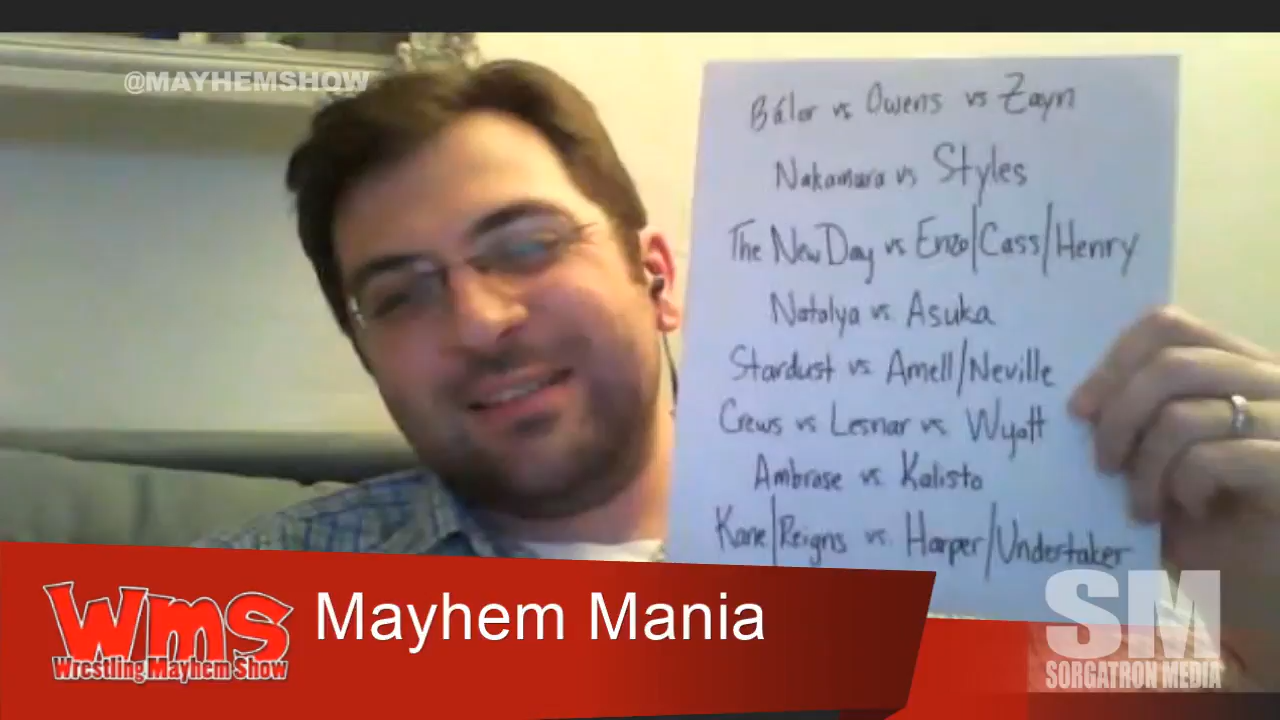 @MAYHEMSHOW
Bálor vs Owens vs Zayn
Nakamara vs Styles
The New Day vs Enzo/Cass/Henry
Natalya vs. Asuka
Stardust vs. Amell/Neville
Crews vs Lesnar vs. Wyatt
Ambrose vs. Kalisto
Kane/Reigns vs. Harper/Undertaker
Wms
Wrestling Mayhem Show
Mayhem Mania
SM
SORGATRON MEDIA